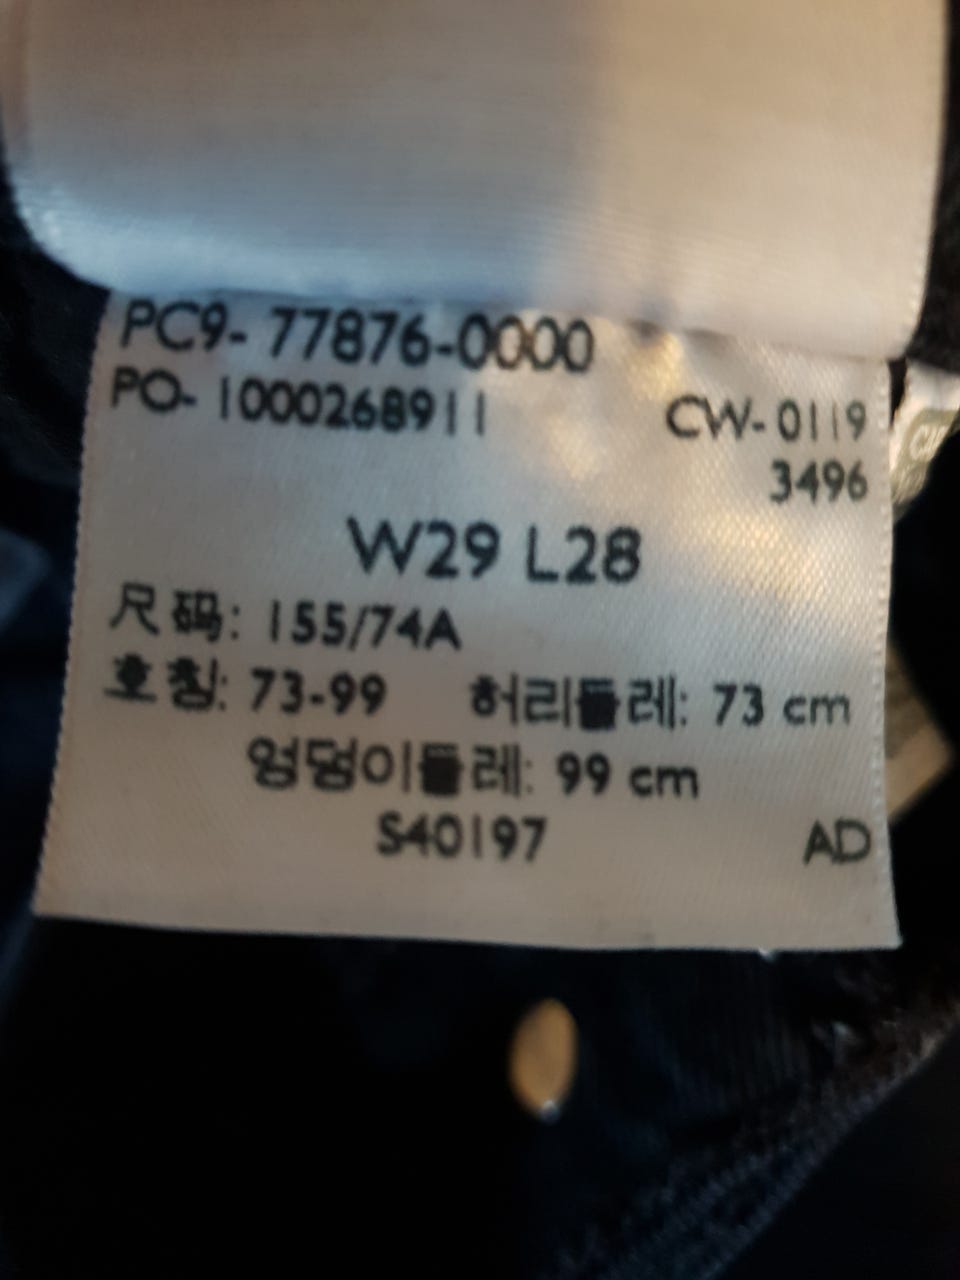 PC9- 77876-0000
PO- 1000268911 CW- 0119
3496
W29 L28
尺码: 155/74A
호칭: 73-99 허리둘레: 73 cm
엉덩이둘레: 99 cm
S40197 AD